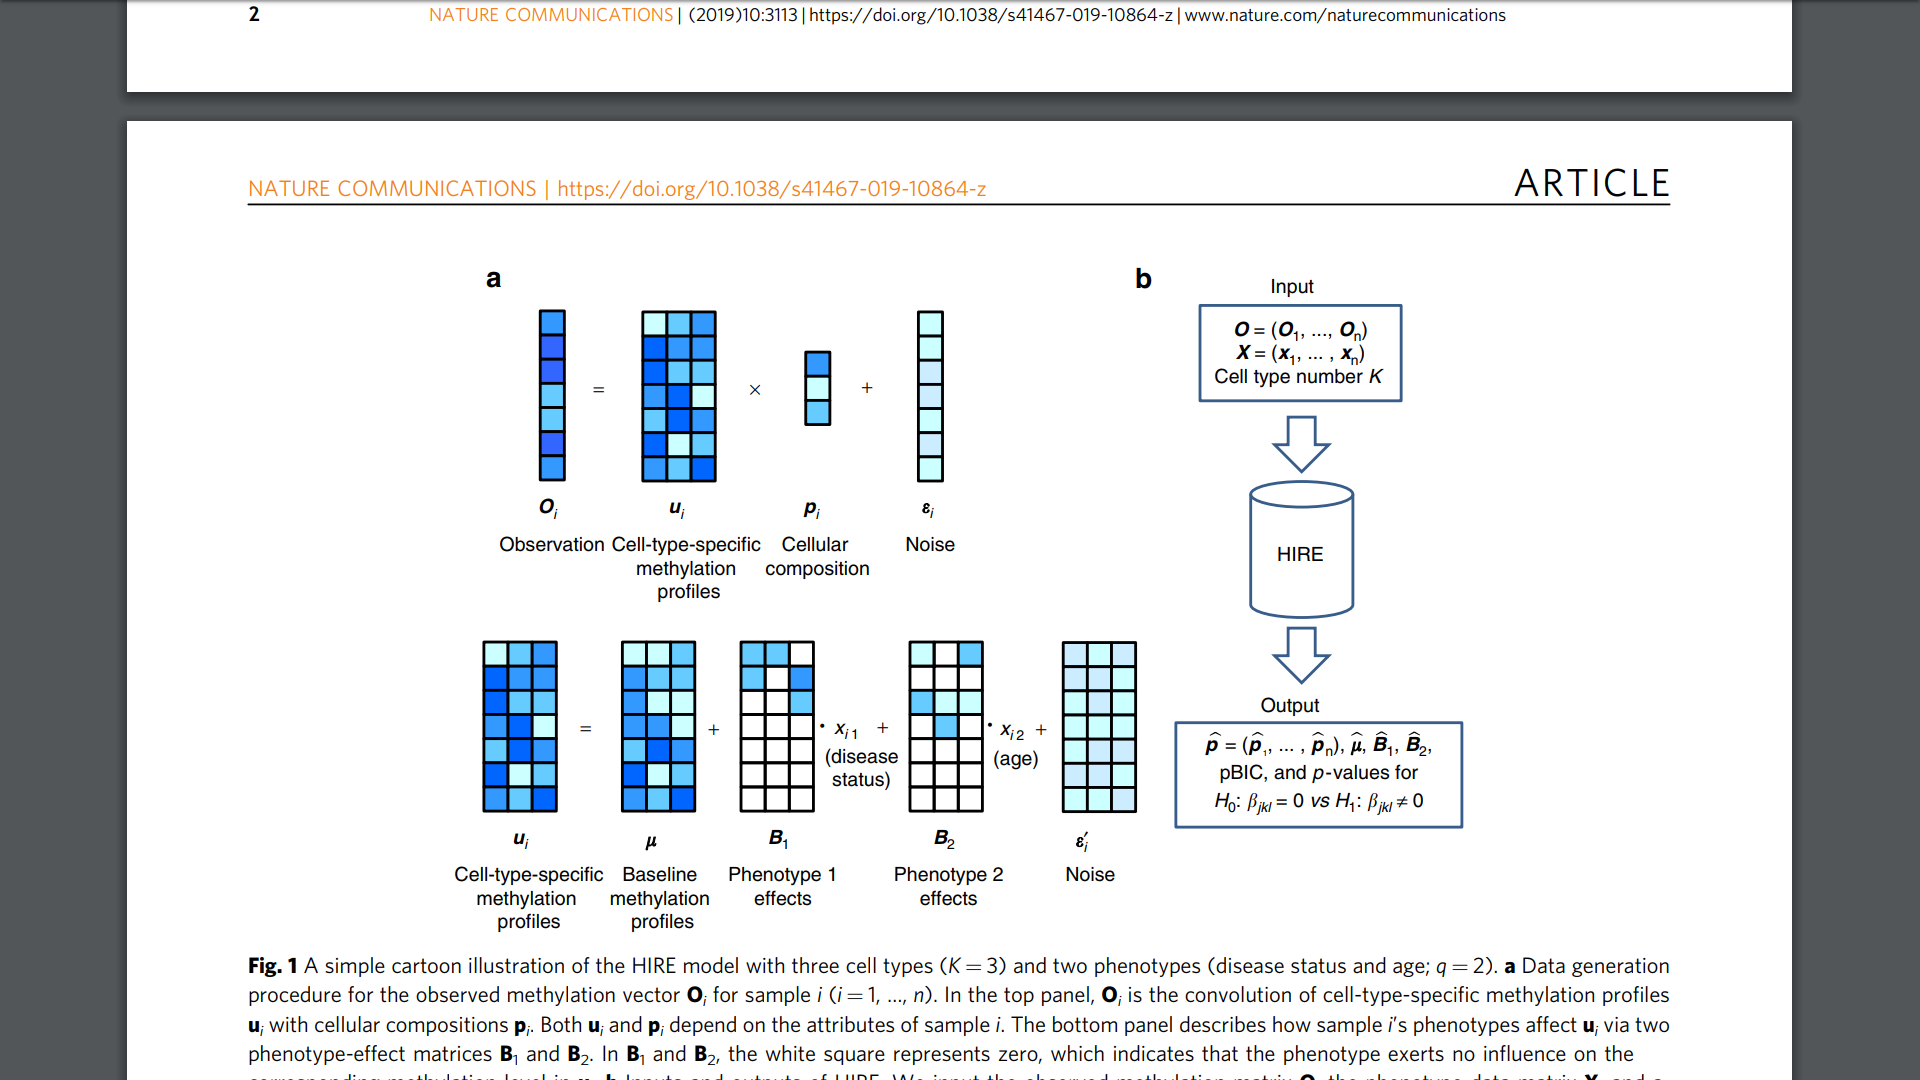 2 NATURE COMMUNICATIONS | (2019)10:3113 | https://doi.org/10.1038/s41467-019-10864-z | www.nature.com/naturecommunications
NATURE COMMUNICATIONS | https://doi.org/10.1038/s41467-019-10864-z ARTICLE
a
= × +
Oi ui pi εi
Observation Cell-type-specific methylation profiles Cellular composition Noise
= + · xi1 + · xi2 +
(disease status) (age)
ui μ B1 B2 ε′i
Cell-type-specific methylation profiles Baseline methylation profiles Phenotype 1 effects Phenotype 2 effects Noise
b
Input
O = (O1, ..., On)
X = (x1, ... , xn)
Cell type number K
HIRE
Output
p̂ = (p̂1, ... , p̂n), μ̂, B̂1, B̂2,
pBIC, and p-values for
H0: βjkl = 0 vs H1: βjkl ≠ 0
Fig. 1 A simple cartoon illustration of the HIRE model with three cell types (K = 3) and two phenotypes (disease status and age; q = 2). a Data generation
procedure for the observed methylation vector Oi for sample i (i = 1, ..., n). In the top panel, Oi is the convolution of cell-type-specific methylation profiles
ui with cellular compositions pi. Both ui and pi depend on the attributes of sample i. The bottom panel describes how sample i's phenotypes affect ui via two
phenotype-effect matrices B1 and B2. In B1 and B2, the white square represents zero, which indicates that the phenotype exerts no influence on the